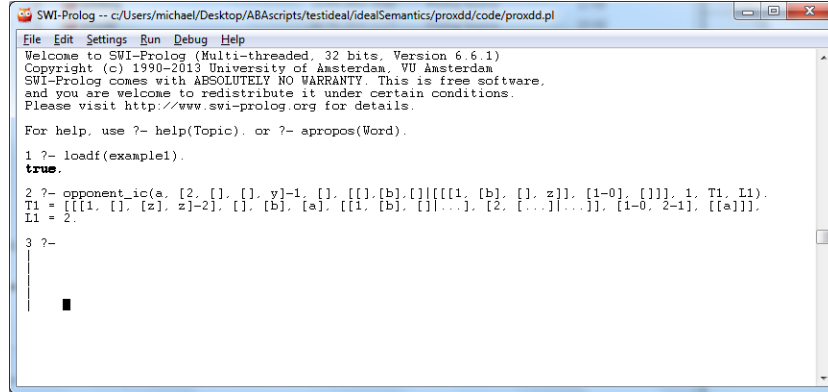 SWI-Prolog -- c:/Users/michael/Desktop/ABAscripts/testideal/idealSemantics/proxdd/code/proxdd.pl
File Edit Settings Run Debug Help
Welcome to SWI-Prolog (Multi-threaded, 32 bits, Version 6.6.1)
Copyright (c) 1990-2013 University of Amsterdam, VU Amsterdam
SWI-Prolog comes with ABSOLUTELY NO WARRANTY. This is free software,
and you are welcome to redistribute it under certain conditions.
Please visit http://www.swi-prolog.org for details.
For help, use ?- help(Topic). or ?- apropos(Word).
1 ?- loadf(example1).
true.
2 ?- opponent_ic(a, [2, [], [], y]-1, [], [[],[b],[]|[[[1, [b], [], z]], [1-0], []]], 1, T1, L1).
T1 = [[[1, [], [z], z]-2], [], [b], [a], [[1, [b], []|...], [2, [...]|...]], [1-0, 2-1], [[a]]],
L1 = 2.
3 ?-
|
|
|
|
|